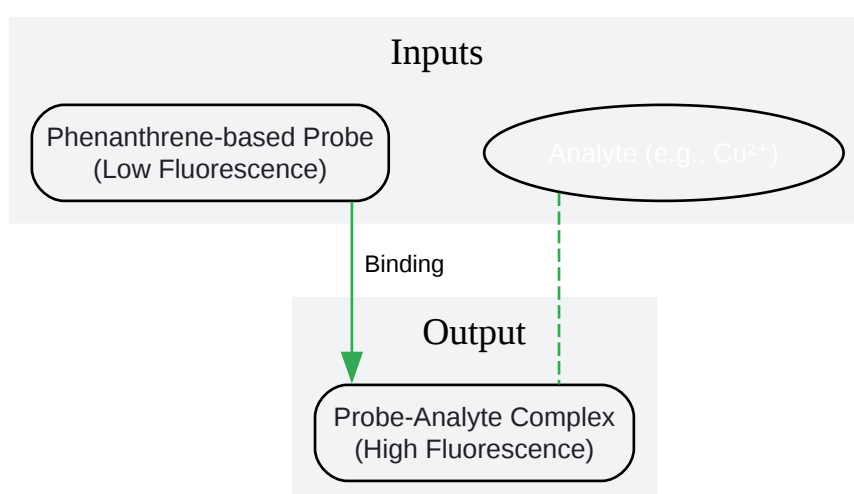 Inputs
Phenanthrene-based Probe
(Low Fluorescence)
Analyte (e.g., Cu²⁺)
Binding
Output
Probe-Analyte Complex
(High Fluorescence)